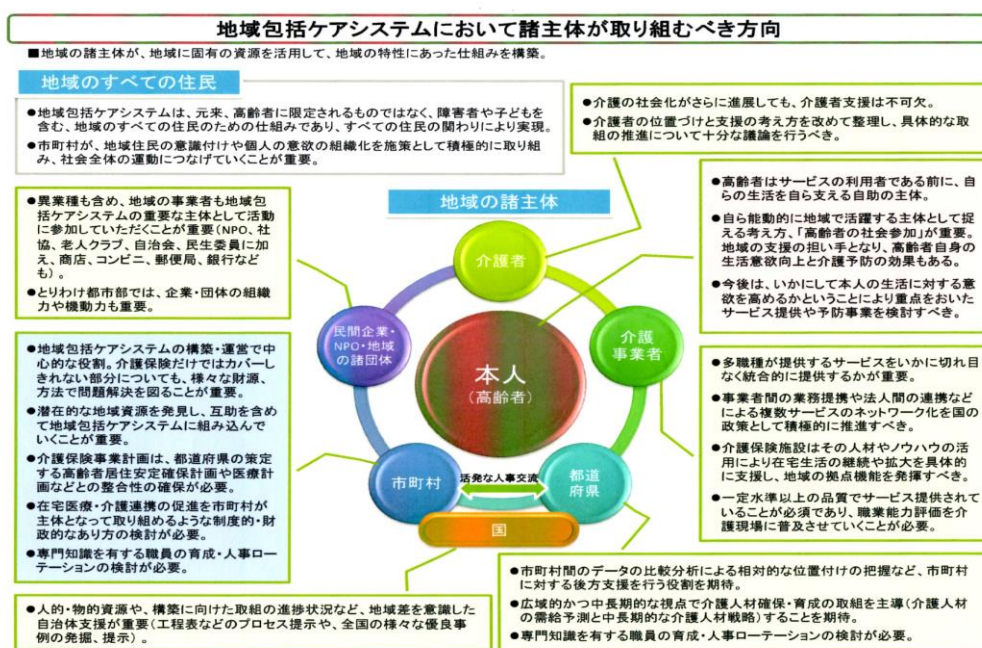 地域包括ケアシステムにおいて諸主体が取り組むべき方向
■地域の諸主体が、地域に固有の資源を活用して、地域の特性にあった仕組みを構築。
地域のすべての住民
●地域包括ケアシステムは、元来、高齢者に限定されるものではなく、障害者や子どもを
含む、地域のすべての住民のための仕組みであり、すべての住民の関わりにより実現。
●市町村が、地域住民の意識付けや個人の意欲の組織化を施策として積極的に取り組
み、社会全体の運動につなげていくことが重要。
●介護の社会化がさらに進展しても、介護者支援は不可欠。
●介護者の位置づけと支援の考え方を改めて整理し、具体的な取
組の推進について十分な議論を行うべき。
●異業種も含め、地域の事業者も地域包
括ケアシステムの重要な主体として活動
に参加していただくことが重要(NPO、社
協、老人クラブ、自治会、民生委員に加
え、商店、コンビニ、郵便局、銀行など
も)。
●とりわけ都市部では、企業・団体の組織
力や機動力も重要。
地域の諸主体
介護者
民間企業・
NPO・地域
の諸団体
介護
事業者
本人
(高齢者)
市町村
活発な人事交流
都道
府県
国
●高齢者はサービスの利用者である前に、自
らの生活を自ら支える自助の主体。
●自ら能動的に地域で活躍する主体として捉
える考え方、「高齢者の社会参加」が重要。
地域の支援の担い手となり、高齢者自身の
生活意欲向上と介護予防の効果もある。
●今後は、いかにして本人の生活に対する意
欲を高めるかということにより重点をおいた
サービス提供や予防事業を検討すべき。
●地域包括ケアシステムの構築・運営で中
心的な役割。介護保険だけではカバーし
きれない部分についても、様々な財源、
方法で問題解決を図ることが重要。
●潜在的な地域資源を発見し、互助を含め
て地域包括ケアシステムに組み込んで
いくことが重要。
●介護保険事業計画は、都道府県の策定
する高齢者居住安定確保計画や医療計
画などとの整合性の確保が必要。
●在宅医療・介護連携の促進を市町村が
主体となって取り組めるような制度的・財
政的なあり方の検討が必要。
●専門知識を有する職員の育成・人事ロー
テーションの検討が必要。
●多職種が提供するサービスをいかに切れ目
なく統合的に提供するかが重要。
●事業者間の業務提携や法人間の連携など
による複数サービスのネットワーク化を国の
政策として積極的に推進すべき。
●介護保険施設はその人材やノウハウの活
用により在宅生活の継続や拡大を具体的
に支援し、地域の拠点機能を発揮すべき。
●一定水準以上の品質でサービス提供されて
いることが必須であり、職業能力評価を介
護現場に普及させていくことが必要。
●人的・物的資源や、構築に向けた取組の進捗状況など、地域差を意識した
自治体支援が重要(工程表などのプロセス提示や、全国の様々な優良事
例の発掘、提示)。
●市町村間のデータの比較分析による相対的な位置付けの把握など、市町村
に対する後方支援を行う役割を期待。
●広域的かつ中長期的な視点で介護人材確保・育成の取組を主導(介護人材
の需給予測と中長期的な介護人材戦略)することを期待。
●専門知識を有する職員の育成・人事ローテーションの検討が必要。